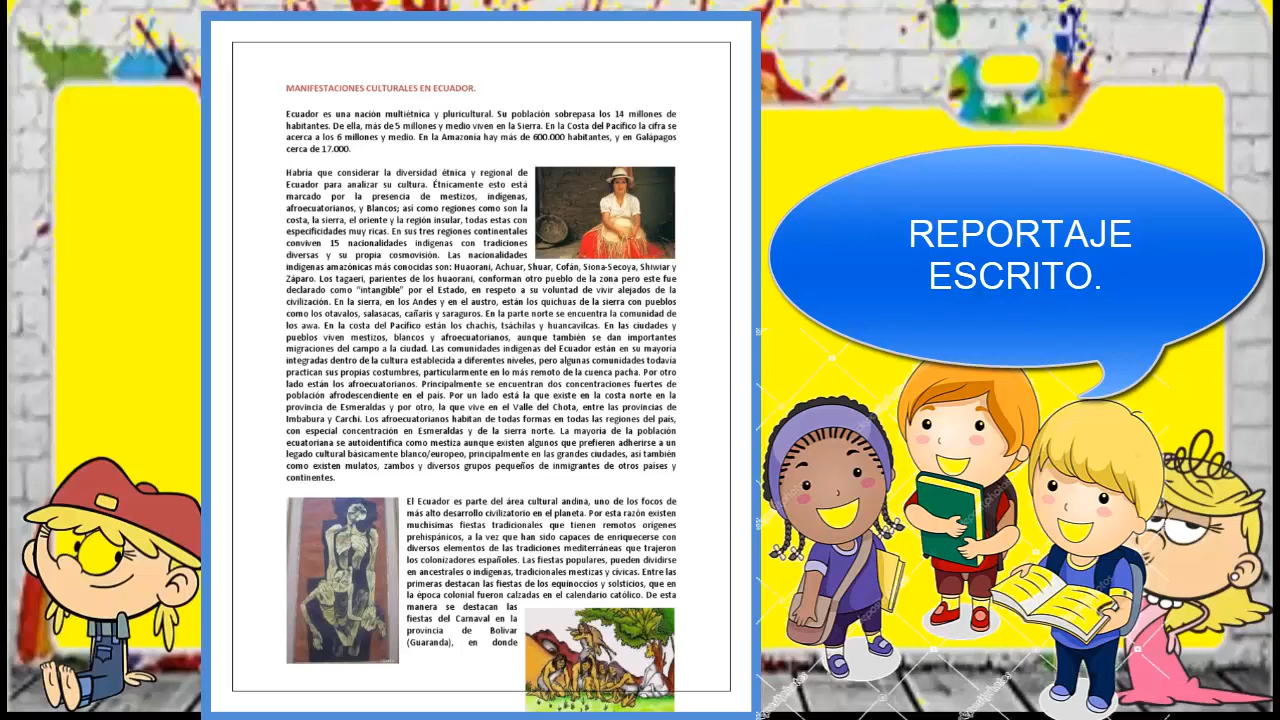 MANIFESTACIONES CULTURALES EN ECUADOR.
Ecuador es una nación multiétnica y pluricultural. Su población sobrepasa los 14 millones de
habitantes. De ella, más de 5 millones y medio viven en la Sierra. En la Costa del Pacífico la cifra se
acerca a los 6 millones y medio. En la Amazonía hay más de 600.000 habitantes, y en Galápagos
cerca de 17.000.
Habría que considerar la diversidad étnica y regional de
Ecuador para analizar su cultura. Étnicamente esto está
marcado por la presencia de mestizos, indígenas,
afroecuatorianos, y Blancos; así como regiones como son la
costa, la sierra, el oriente y la región insular, todas estas con
especificidades muy ricas. En sus tres regiones continentales
conviven 15 nacionalidades indígenas con tradiciones
diversas y su propia cosmovisión. Las nacionalidades
indígenas amazónicas más conocidas son: Huaorani, Achuar, Shuar, Cofán, Siona-Secoya, Shiwiar y
Záparo. Los tagaeri, parientes de los huaorani, conforman otro pueblo de la zona pero este fue
declarado como "intangible" por el Estado, en respeto a su voluntad de vivir alejados de la
civilización. En la sierra, en los Andes y en el austro, están los quichuas de la sierra con pueblos
como los otavalos, salasacas, cañaris y saraguros. En la parte norte se encuentra la comunidad de
los awa. En la costa del Pacífico están los chachis, tsáchilas y huancavilcas. En las ciudades y
pueblos viven mestizos, blancos y afroecuatorianos, aunque también se dan importantes
migraciones del campo a la ciudad. Las comunidades indígenas del Ecuador están en su mayoría
integradas dentro de la cultura establecida a diferentes niveles, pero algunas comunidades todavía
practican sus propias costumbres, particularmente en lo más remoto de la cuenca pacha. Por otro
lado están los afroecuatorianos. Principalmente se encuentran dos concentraciones fuertes de
población afrodescendiente en el país. Por un lado está la que existe en la costa norte en la
provincia de Esmeraldas y por otro, la que vive en el Valle del Chota, entre las provincias de
Imbabura y Carchi. Los afroecuatorianos habitan de todas formas en todas las regiones del país,
con especial concentración en Esmeraldas y de la sierra norte. La mayoría de la población
ecuatoriana se autoidentifica como mestiza aunque existen algunos que prefieren adherirse a un
legado cultural básicamente blanco/europeo, principalmente en las grandes ciudades, así también
como existen mulatos, zambos y diversos grupos pequeños de inmigrantes de otros países y
continentes.
El Ecuador es parte del área cultural andina, uno de los focos de
más alto desarrollo civilizatorio en el planeta. Por esta razón existen
muchísimas fiestas tradicionales que tienen remotos orígenes
prehispánicos, a la vez que han sido capaces de enriquecerse con
diversos elementos de las tradiciones mediterráneas que trajeron
los colonizadores españoles. Las fiestas populares, pueden dividirse
en ancestrales o indígenas, tradicionales mestizas y cívicas. Entre las
primeras destacan las fiestas de los equinoccios y solsticios, que en
la época colonial fueron calzadas en el calendario católico. De esta
manera se destacan las
fiestas del Carnaval en la
provincia de Bolívar
(Guaranda), en donde
REPORTAJE
ESCRITO.